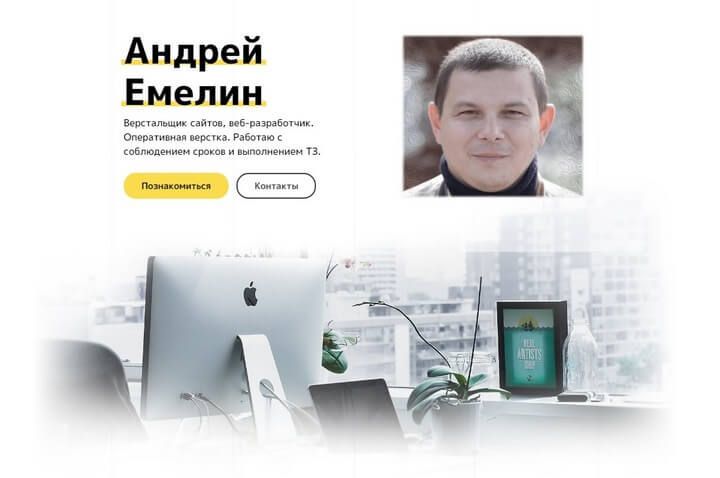 Андрей
Емелин
Верстальщик сайтов, веб-разработчик.
Оперативная верстка. Работаю с
соблюдением сроков и выполнением ТЗ.
Познакомиться
Контакты
REAL
ARTISTS
SHIP